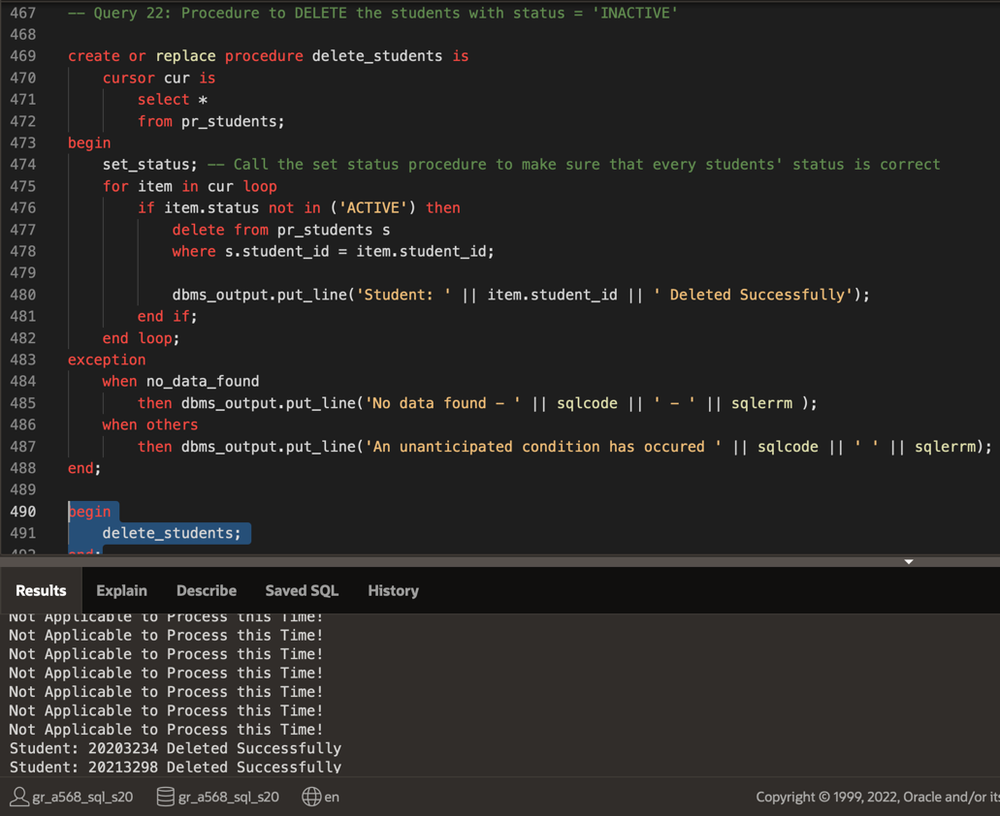 467 -- Query 22: Procedure to DELETE the students with status = 'INACTIVE'
468
469 create or replace procedure delete_students is
470 cursor cur is
471 select *
472 from pr_students;
473 begin
474 set_status; -- Call the set status procedure to make sure that every students' status is correct
475 for item in cur loop
476 if item.status not in ('ACTIVE') then
477 delete from pr_students s
478 where s.student_id = item.student_id;
479
480 dbms_output.put_line('Student: ' || item.student_id || ' Deleted Successfully');
481 end if;
482 end loop;
483 exception
484 when no_data_found
485 then dbms_output.put_line('No data found - ' || sqlcode || ' - ' || sqlerrm );
486 when others
487 then dbms_output.put_line('An unanticipated condition has occured ' || sqlcode || ' ' || sqlerrm);
488 end;
489
490 begin
491 delete_students;
492 end;
Results Explain Describe Saved SQL History
Not Applicable to Process this Time!
Not Applicable to Process this Time!
Not Applicable to Process this Time!
Not Applicable to Process this Time!
Not Applicable to Process this Time!
Not Applicable to Process this Time!
Not Applicable to Process this Time!
Student: 20203234 Deleted Successfully
Student: 20213298 Deleted Successfully
gr_a568_sql_s20 gr_a568_sql_s20 en Copyright © 1999, 2022, Oracle and/or its